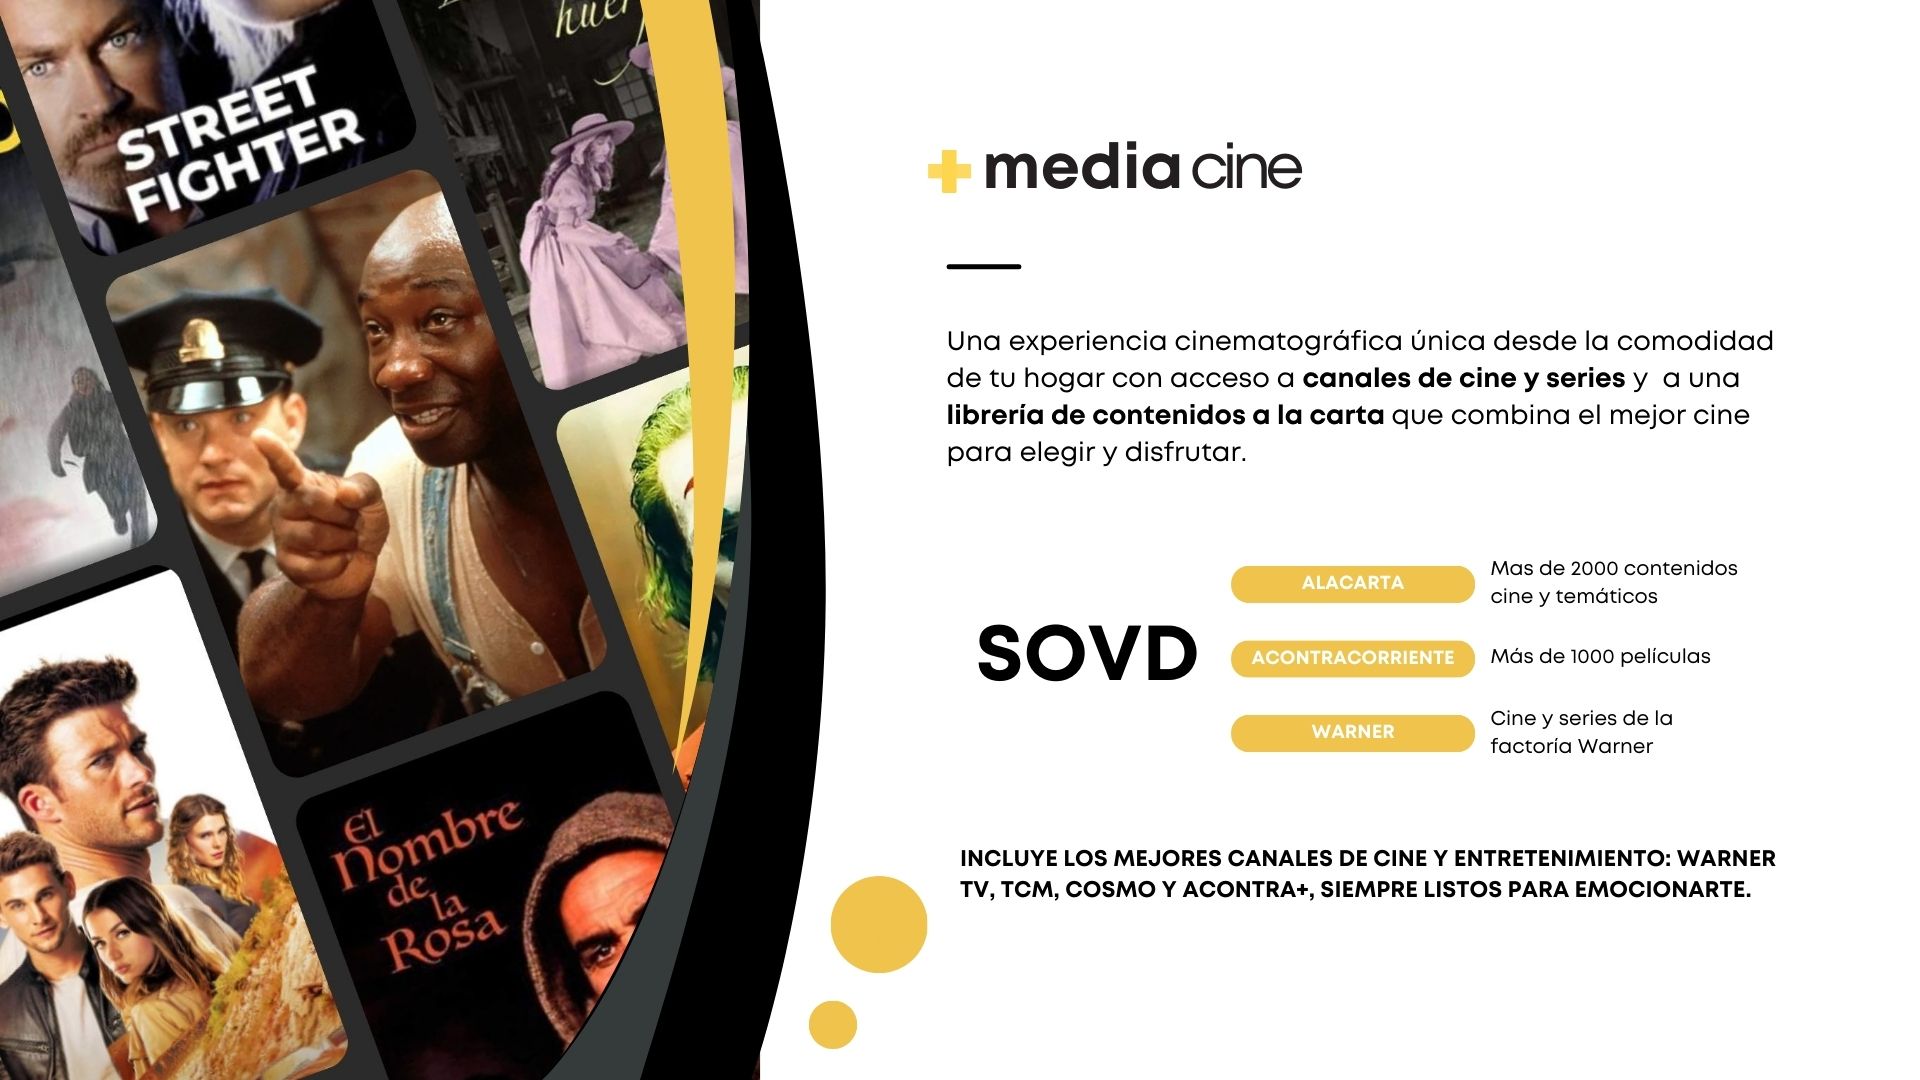 STREET
FIGHTER
El
Nombre
de
la
Rosa
+media cine
Una experiencia cinematográfica única desde la comodidad
de tu hogar con acceso a canales de cine y series y  a una
librería de contenidos a la carta que combina el mejor cine
para elegir y disfrutar.
SOVD
ALACARTA
Mas de 2000 contenidos
cine y temáticos
ACONTRACORRIENTE
Más de 1000 películas
WARNER
Cine y series de la
factoría Warner
INCLUYE LOS MEJORES CANALES DE CINE Y ENTRETENIMIENTO: WARNER
TV, TCM, COSMO Y ACONTRA+, SIEMPRE LISTOS PARA EMOCIONARTE.